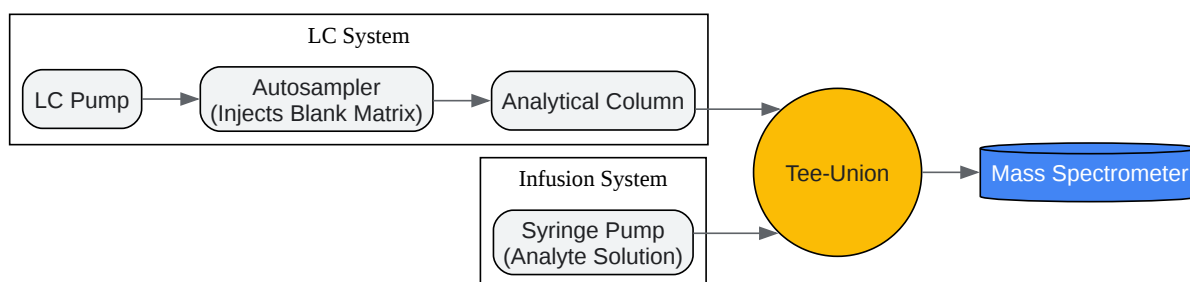 LC System
LC Pump
Autosampler
(Injects Blank Matrix)
Analytical Column
Tee-Union
Mass Spectrometer
Infusion System
Syringe Pump
(Analyte Solution)